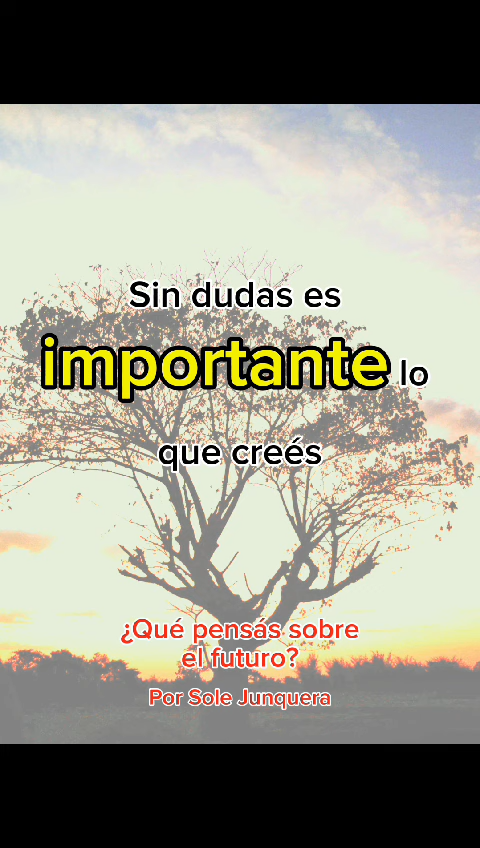 Sin dudas es
importante lo
que creés
¿Qué pensás sobre
el futuro?
Por Sole Junquera